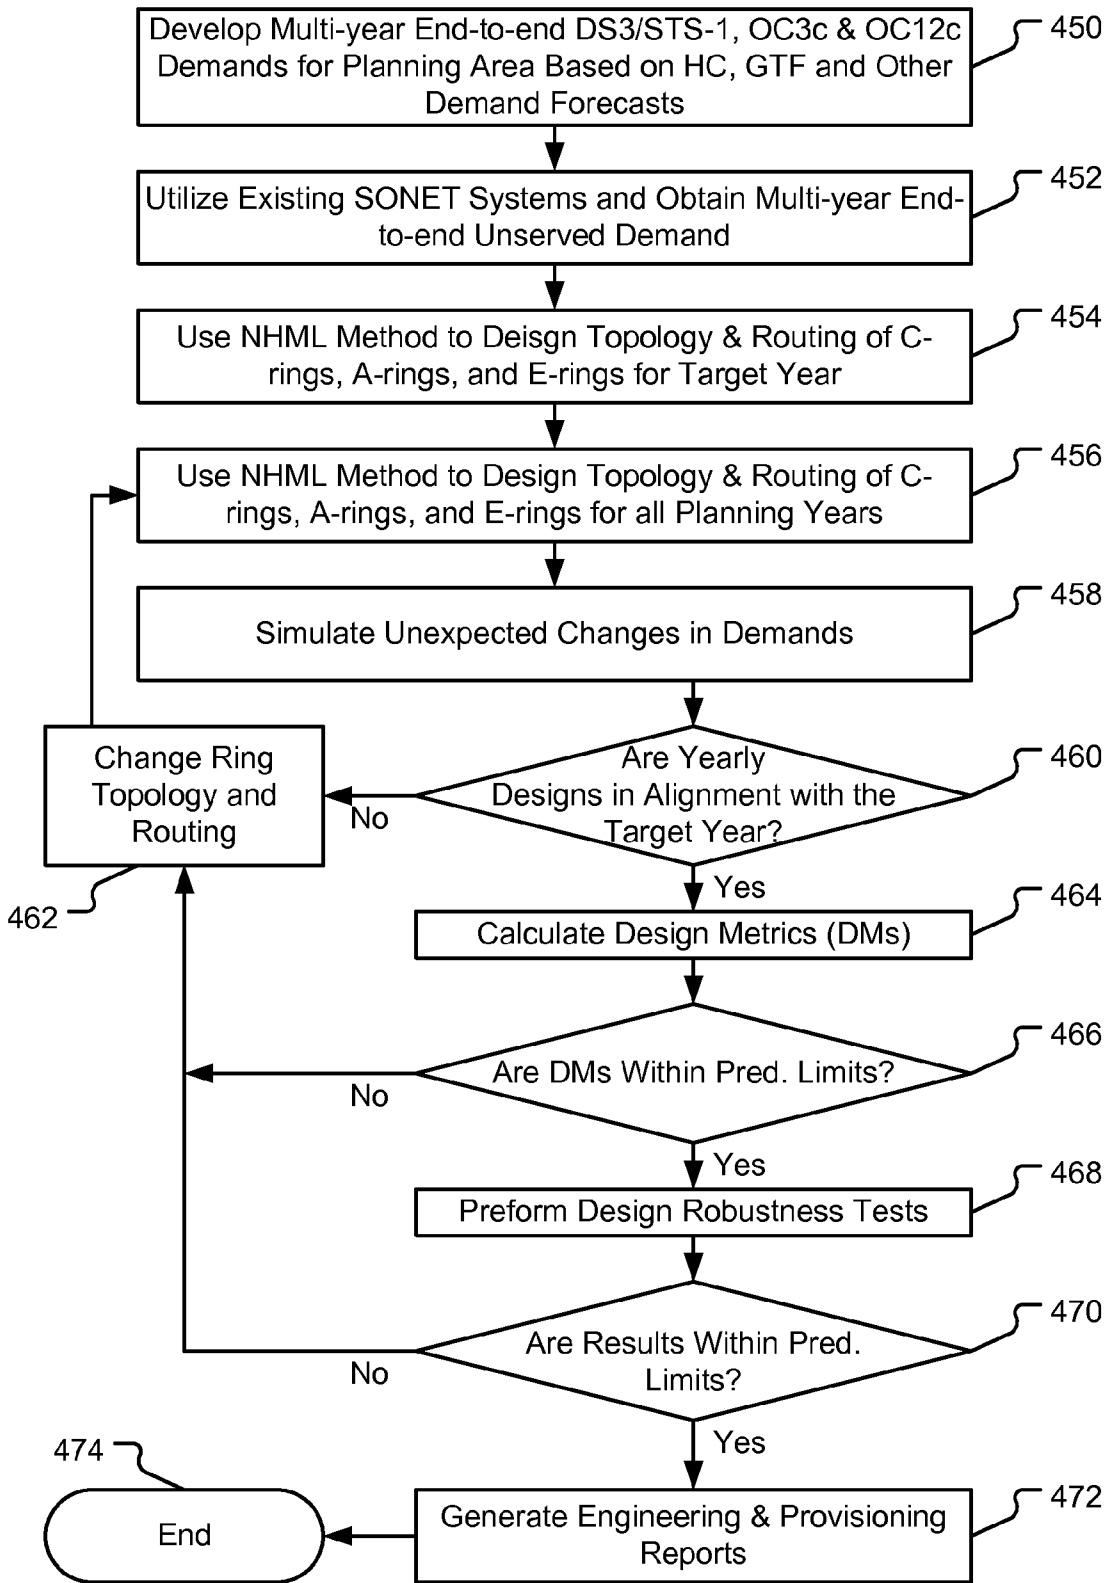 Develop Multi-year End-to-end DS3/STS-1, OC3c & OC12c
Demands for Planning Area Based on HC, GTF and Other
Demand Forecasts
450
Utilize Existing SONET Systems and Obtain Multi-year End-
to-end Unserved Demand
452
Use NHML Method to Deisgn Topology & Routing of C-
rings, A-rings, and E-rings for Target Year
454
Use NHML Method to Design Topology & Routing of C-
rings, A-rings, and E-rings for all Planning Years
456
Simulate Unexpected Changes in Demands
458
Are Yearly
Designs in Alignment with the
Target Year?
460
No
Change Ring
Topology and
Routing
462
Yes
Calculate Design Metrics (DMs)
464
Are DMs Within Pred. Limits?
466
No
Yes
Preform Design Robustness Tests
468
Are Results Within Pred.
Limits?
470
No
Yes
Generate Engineering & Provisioning
Reports
472
474
End